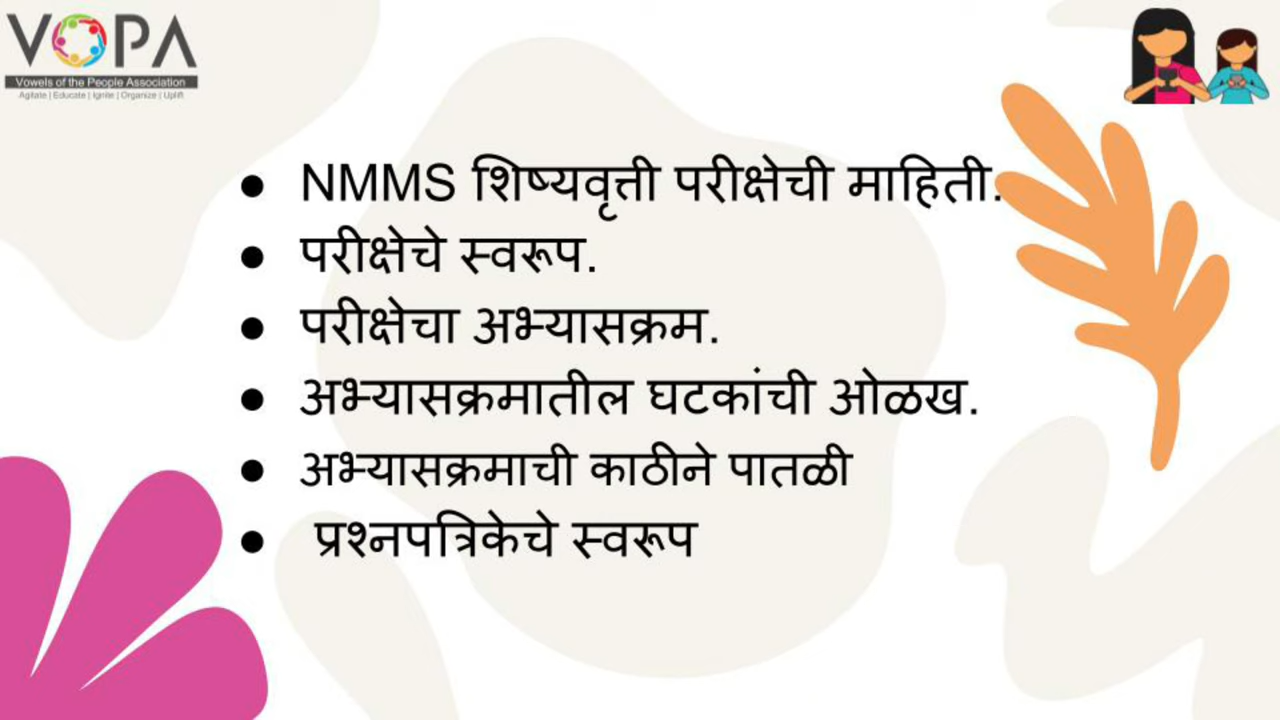 VOPA
Vowels of the People Association
Agitate | Educate | Ignite | Organize | Uplift
● NMMS शिष्यवृत्ती परीक्षेची माहिती.
● परीक्षेचे स्वरूप.
● परीक्षेचा अभ्यासक्रम.
● अभ्यासक्रमातील घटकांची ओळख.
● अभ्यासक्रमाची काठीने पातळी
● प्रश्नपत्रिकेचे स्वरूप